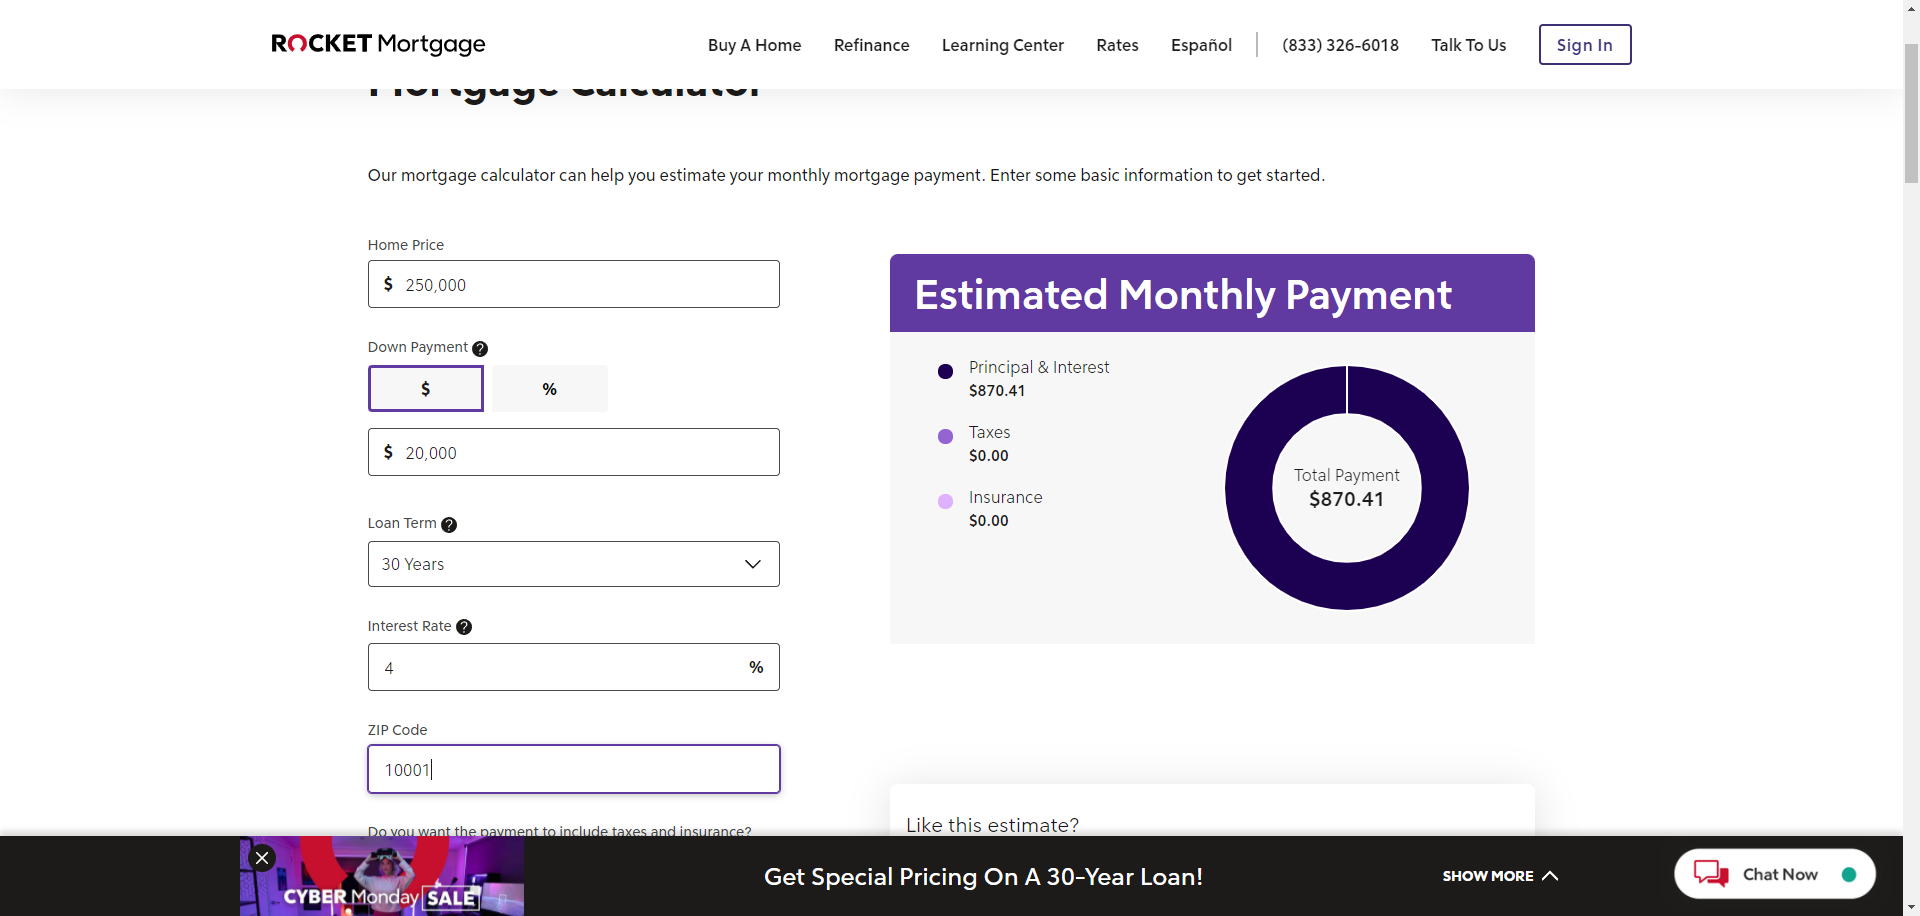 ROCKET Mortgage
Buy A Home
Refinance
Learning Center
Rates
Español
(833) 326-6018
Talk To Us
Sign In
Mortgage Calculator
Our mortgage calculator can help you estimate your monthly mortgage payment. Enter some basic information to get started.
Home Price
$ 250,000
Down Payment ?
$
%
$ 20,000
Loan Term ?
30 Years
Interest Rate ?
4 %
ZIP Code
10001
Do you want the payment to include taxes and insurance?
Estimated Monthly Payment
Principal & Interest
$870.41
Taxes
$0.00
Insurance
$0.00
Total Payment
$870.41
Like this estimate?
CYBER Monday SALE
Get Special Pricing On A 30-Year Loan!
SHOW MORE
Chat Now